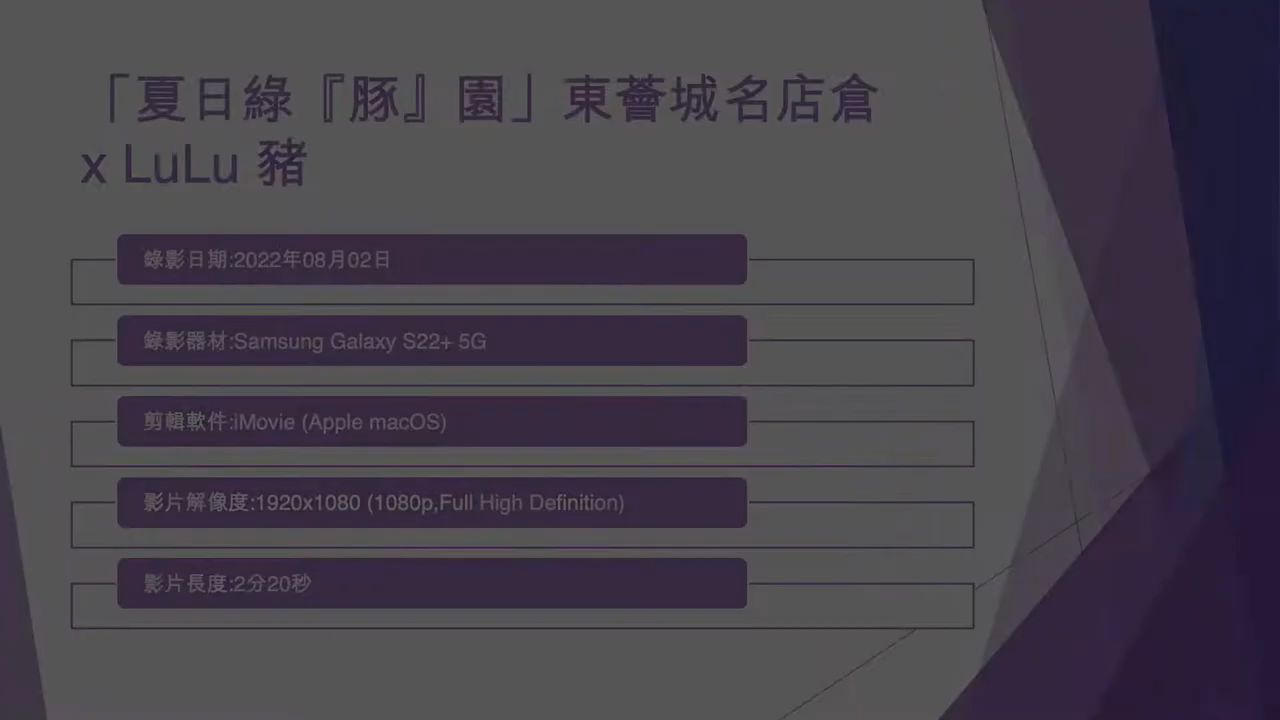 「夏日綠『豚』園」東薈城名店倉
x LuLu 豬
錄影日期:2022年08月02日
錄影器材:Samsung Galaxy S22+ 5G
剪輯軟件:iMovie (Apple macOS)
影片解像度:1920x1080 (1080p,Full High Definition)
影片長度:2分20秒